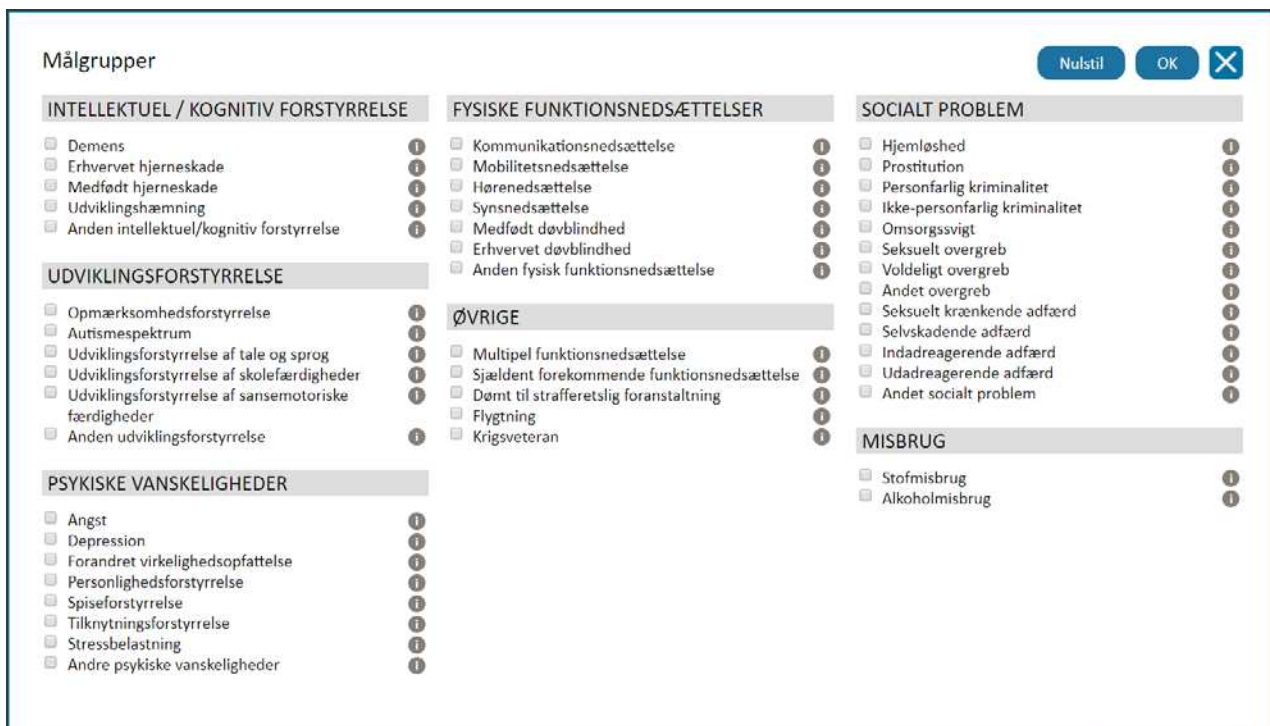 Målgrupper
Nulstil
OK
INTELLEKTUEL / KOGNITIV FORSTYRRELSE
Demens
Erhvervet hjerneskade
Medfødt hjerneskade
Udviklingshæmning
Anden intellektuel/kognitiv forstyrrelse
UDVIKLINGSFORSTYRRELSE
Opmærksomhedsforstyrrelse
Autismespektrum
Udviklingsforstyrrelse af tale og sprog
Udviklingsforstyrrelse af skolefærdigheder
Udviklingsforstyrrelse af sansemotoriske
færdigheder
Anden udviklingsforstyrrelse
PSYKISKE VANSKELIGHEDER
Angst
Depression
Forandret virkelighedsopfattelse
Personlighedsforstyrrelse
Spiseforstyrrelse
Tilknytningsforstyrrelse
Stressbelastning
Andre psykiske vanskeligheder
FYSISKE FUNKTIONSNEDSÆTTELSER
Kommunikationsnedsættelse
Mobilitetsnedsættelse
Hørenedsættelse
Synsnedsættelse
Medfødt døvblindhed
Erhvervet døvblindhed
Anden fysisk funktionsnedsættelse
ØVRIGE
Multipel funktionsnedsættelse
Sjældent forekommende funktionsnedsættelse
Dømt til strafferetslig foranstaltning
Flygtning
Krigsveteran
SOCIALT PROBLEM
Hjemløshed
Prostitution
Personfarlig kriminalitet
Ikke-personfarlig kriminalitet
Omsorgssvigt
Seksuelt overgreb
Voldeligt overgreb
Andet overgreb
Seksuelt krænkende adfærd
Selvskadende adfærd
Indadreagerende adfærd
Udadreagerende adfærd
Andet socialt problem
MISBRUG
Stofmisbrug
Alkoholmisbrug